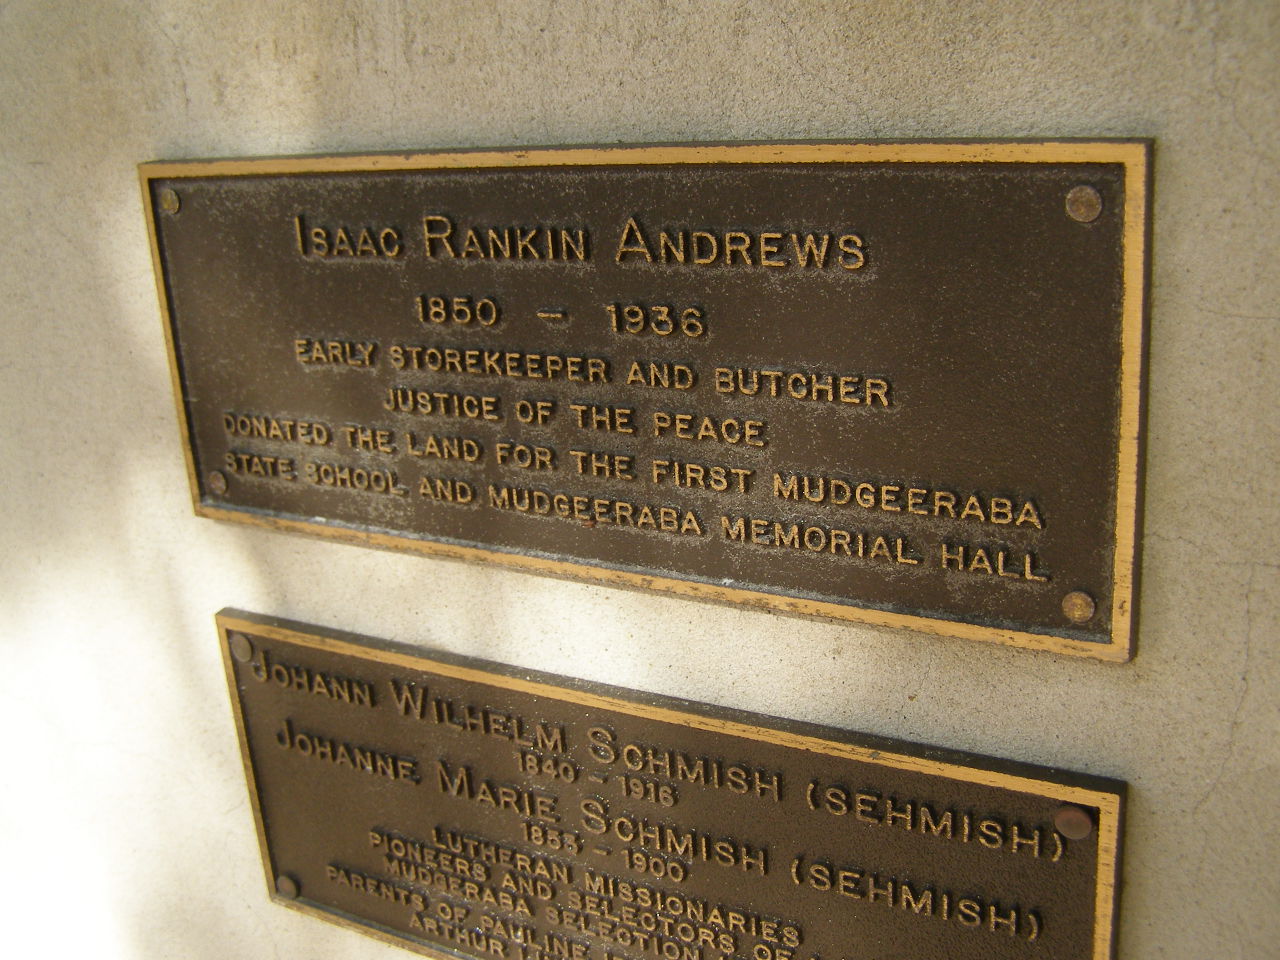 ISAAC RANKIN ANDREWS
1850 - 1936
EARLY STOREKEEPER AND BUTCHER
JUSTICE OF THE PEACE
DONATED THE LAND FOR THE FIRST MUDGEERABA
STATE SCHOOL AND MUDGEERABA MEMORIAL HALL
JOHANN WILHELM SCHMISH (SEHMISH)
1840 - 1916
JOHANNE MARIE SCHMISH (SEHMISH)
- 1900
LUTHERAN MISSIONARIES
PIONEERS AND SELECTORS OF
MUDGERABA SELECTION
PARENTS OF PAULINE
ARTHUR